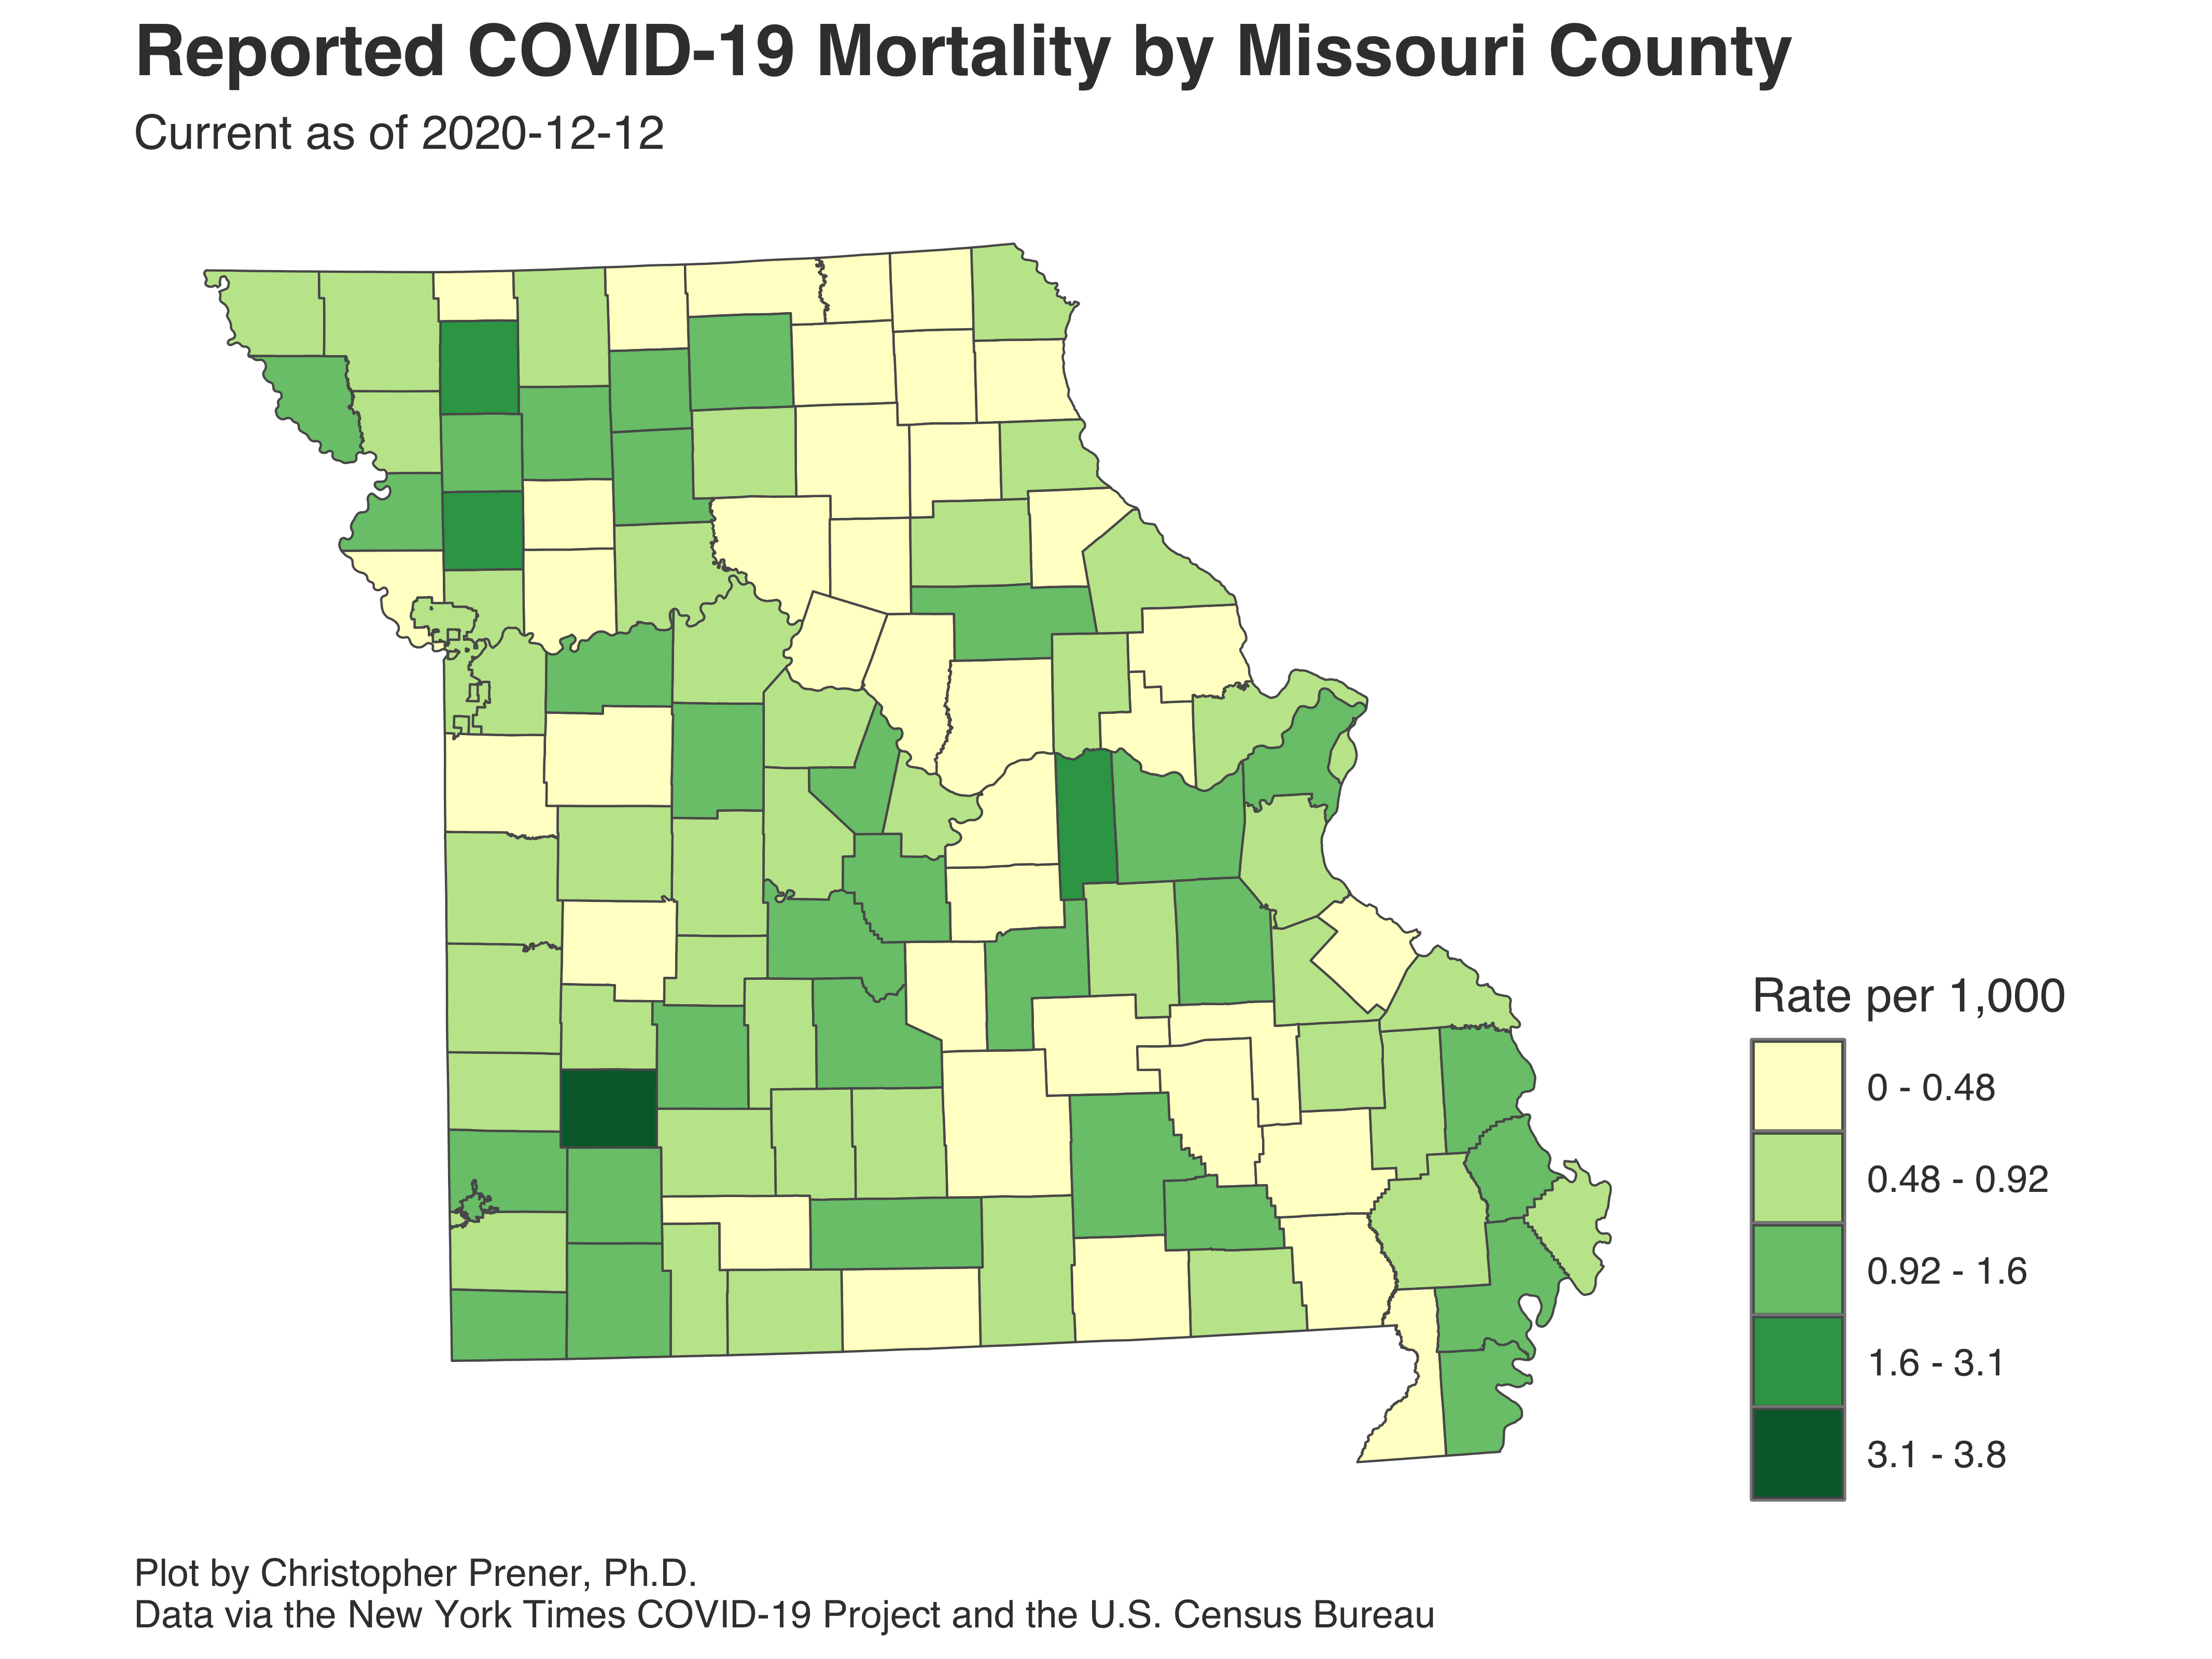 Reported COVID-19 Mortality by Missouri County
Current as of 2020-12-12
Rate per 1,000
0 - 0.48
0.48 - 0.92
0.92 - 1.6
1.6 - 3.1
3.1 - 3.8
Plot by Christopher Prener, Ph.D.
Data via the New York Times COVID-19 Project and the U.S. Census Bureau